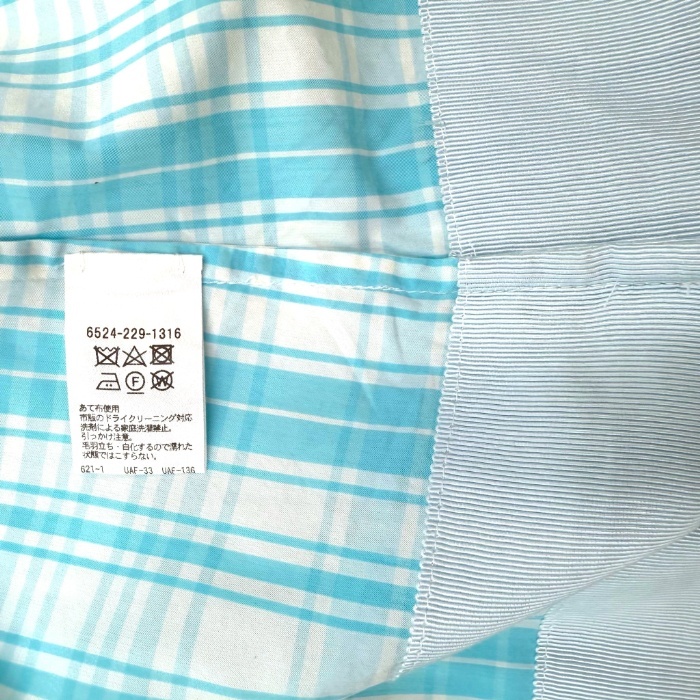 6524-229-1316
F
W
あて布使用
市販のドライクリーニング対応
洗剤による家庭洗濯禁止。
引っかけ注意。
毛羽立ち・白化するので濡れた
状態ではこすらない。
621-1 UAF-33 UAF-136